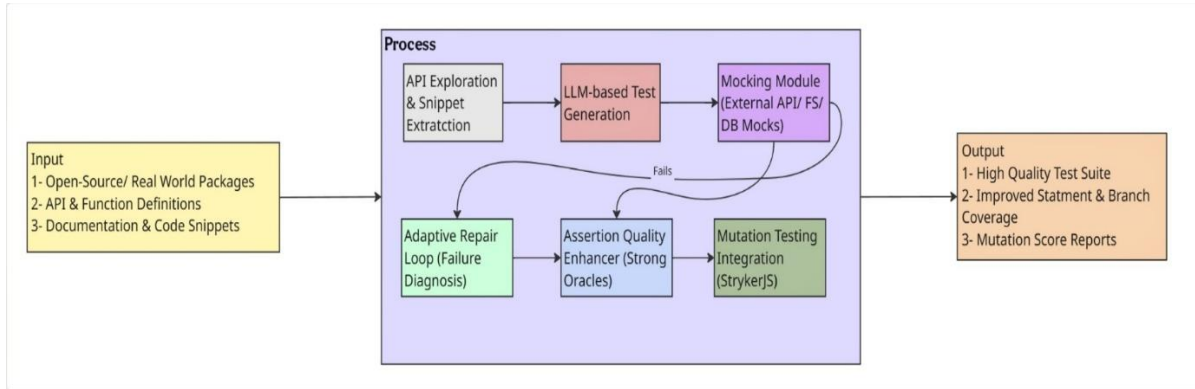 Process
API Exploration
& Snippet
Extratction
LLM-based Test
Generation
Mocking Module
(External API/ FS/
DB Mocks)
Input
1- Open-Source/ Real World Packages
2- API & Function Definitions
3- Documentation & Code Snippets
Fails
Adaptive Repair
Loop (Failure
Diagnosis)
Assertion Quality
Enhancer (Strong
Oracles)
Mutation Testing
Integration
(StrykerJS)
Output
1- High Quality Test Suite
2- Improved Statment & Branch
Coverage
3- Mutation Score Reports